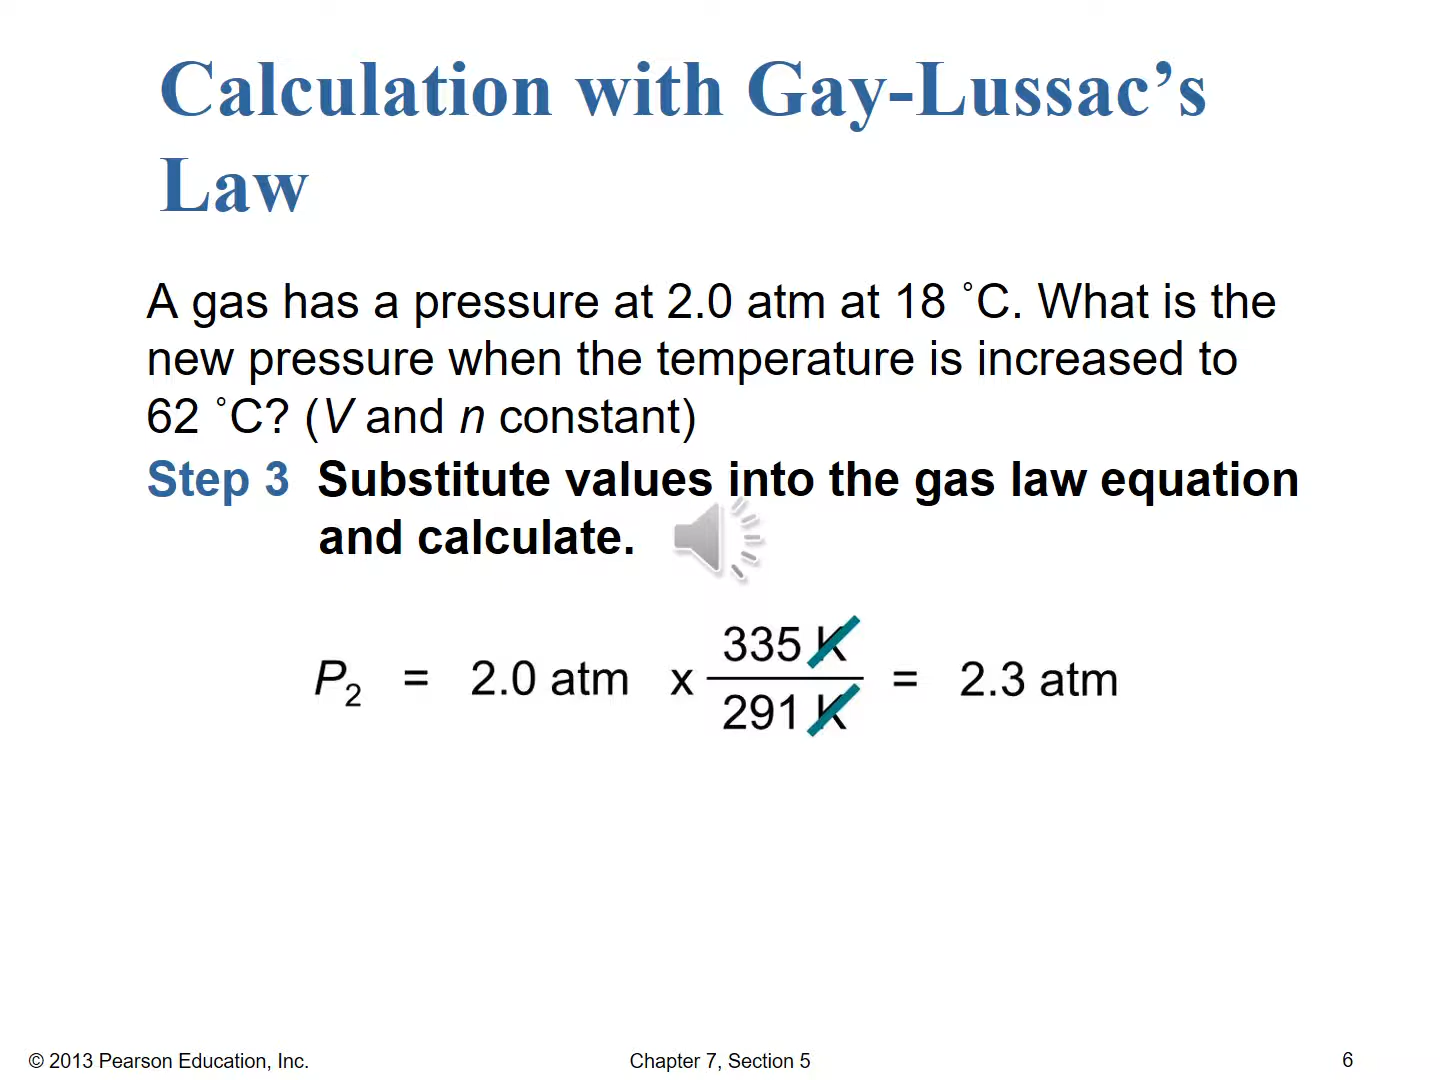 Calculation with Gay-Lussac’s
Law
A gas has a pressure at 2.0 atm at 18 ˚C. What is the
new pressure when the temperature is increased to
62 ˚C? (V and n constant)
Step 3 Substitute values into the gas law equation
and calculate.
P₂ = 2.0 atm x 335 K / 291 K = 2.3 atm
© 2013 Pearson Education, Inc. Chapter 7, Section 5 6